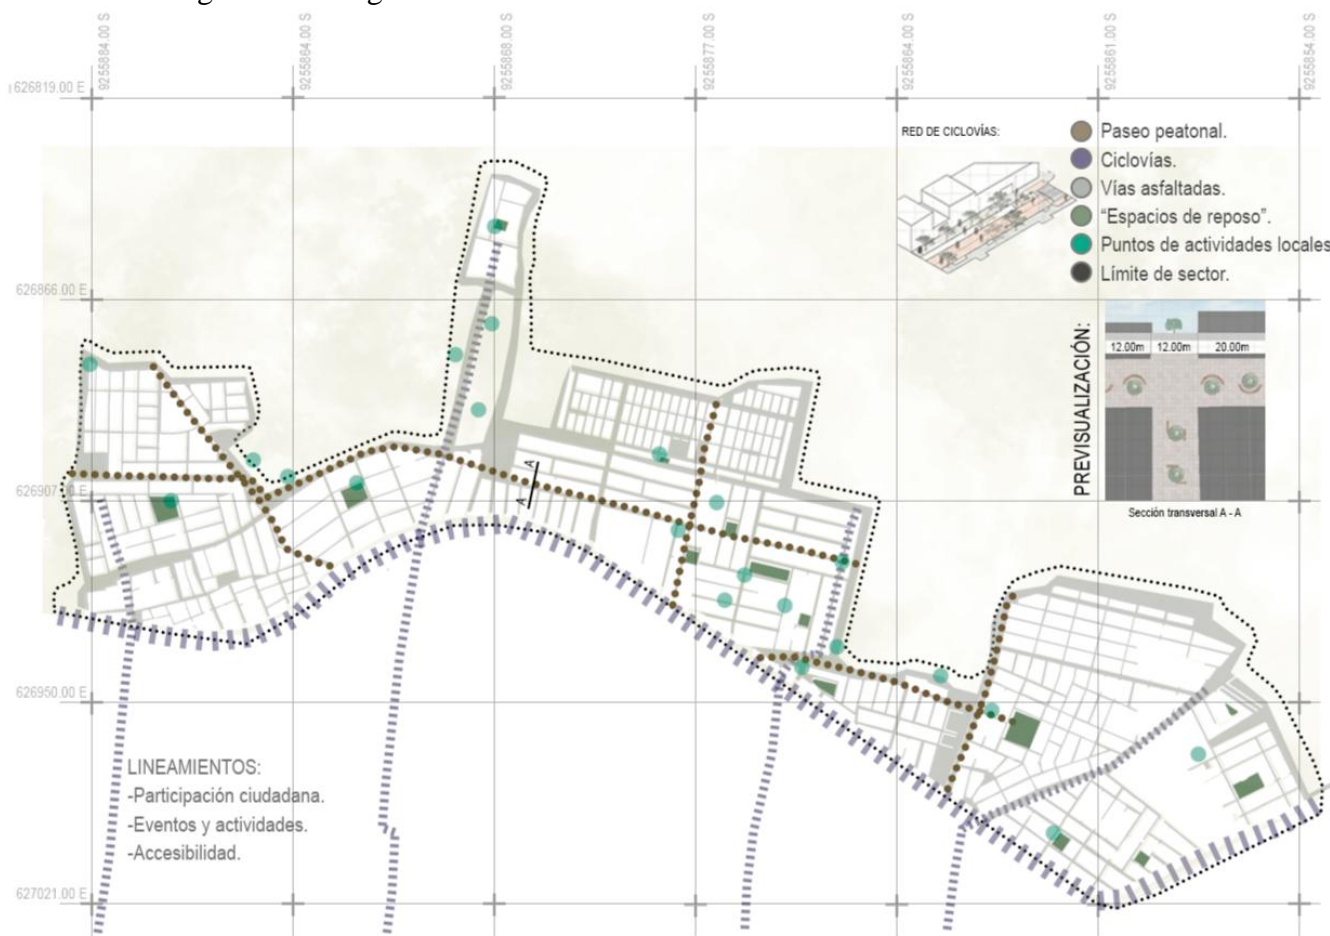 9255884.00 S
9255864.00 S
9255868.00 S
9255877.00 S
9255864.00 S
9255861.00 S
9255854.00 S
626819.00 E
626866.00 E
626950.00 E
627021.00 E
RED DE CICLOVÍAS:
Paseo peatonal.
Ciclovías.
Vías asfaltadas.
“Espacios de reposo”.
Puntos de actividades locales
Límite de sector.
PREVISUALIZACIÓN:
12.00m
12.00m
20.00m
Sección transversal A - A
A
A
LINEAMIENTOS:
-Participación ciudadana.
-Eventos y actividades.
-Accesibilidad.